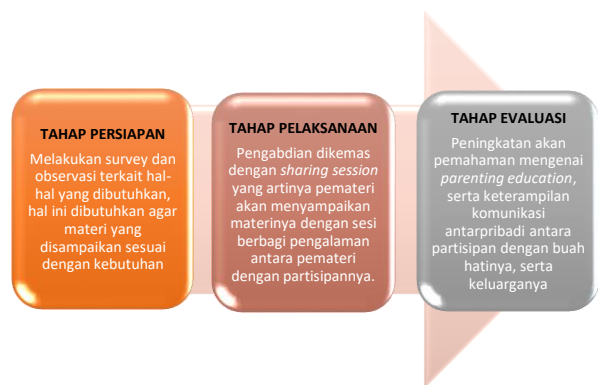 TAHAP PERSIAPAN
Melakukan survey dan
observasi terkait hal-
hal yang dibutuhkan,
hal ini dibutuhkan agar
materi yang
disampaikan sesuai
dengan kebutuhan
TAHAP PELAKSANAAN
Pengabdian dikemas
dengan sharing session
yang artinya pemateri
akan menyampaikan
materinya dengan sesi
berbagi pengalaman
antara pemateri
dengan partisipannya.
TAHAP EVALUASI
Peningkatan akan
pemahaman mengenai
parenting education,
serta keterampilan
komunikasi
antarpribadi antara
partisipan dengan buah
hatinya, serta
keluarganya